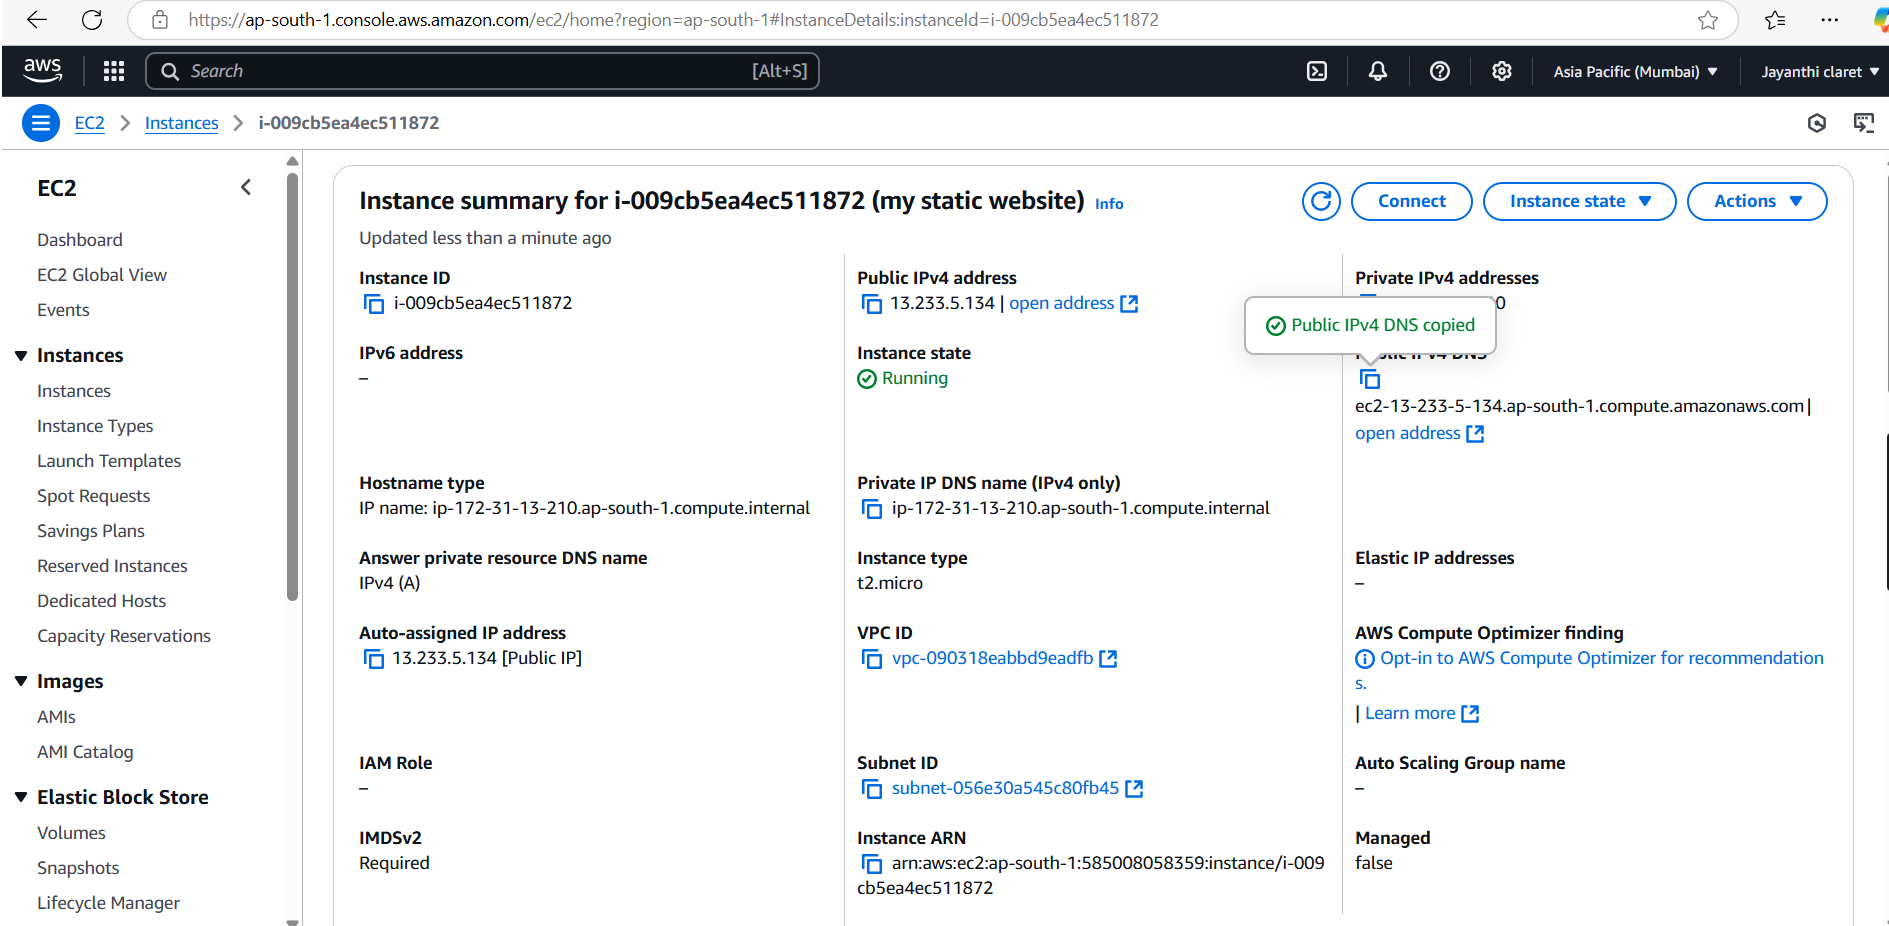 https://ap-south-1.console.aws.amazon.com/ec2/home?region=ap-south-1#InstanceDetails:instanceId=i-009cb5ea4ec511872
aws
Search
[Alt+S]
Asia Pacific (Mumbai)
Jayanthi claret
EC2
Instances
i-009cb5ea4ec511872
EC2
Dashboard
EC2 Global View
Events
Instances
Instances
Instance Types
Launch Templates
Spot Requests
Savings Plans
Reserved Instances
Dedicated Hosts
Capacity Reservations
Images
AMIs
AMI Catalog
Elastic Block Store
Volumes
Snapshots
Lifecycle Manager
Instance summary for i-009cb5ea4ec511872 (my static website) Info
Connect
Instance state
Actions
Updated less than a minute ago
Instance ID
i-009cb5ea4ec511872
Public IPv4 address
13.233.5.134 | open address
Private IPv4 addresses
0
Public IPv4 DNS copied
IPv6 address
–
Instance state
Running
Public IPv4 DNS
ec2-13-233-5-134.ap-south-1.compute.amazonaws.com |
open address
Hostname type
IP name: ip-172-31-13-210.ap-south-1.compute.internal
Private IP DNS name (IPv4 only)
ip-172-31-13-210.ap-south-1.compute.internal
Answer private resource DNS name
IPv4 (A)
Instance type
t2.micro
Elastic IP addresses
–
Auto-assigned IP address
13.233.5.134 [Public IP]
VPC ID
vpc-090318eabbd9eadfb
AWS Compute Optimizer finding
Opt-in to AWS Compute Optimizer for recommendation
s.
| Learn more
IAM Role
–
Subnet ID
subnet-056e30a545c80fb45
Auto Scaling Group name
–
IMDSv2
Required
Instance ARN
arn:aws:ec2:ap-south-1:585008058359:instance/i-009
cb5ea4ec511872
Managed
false